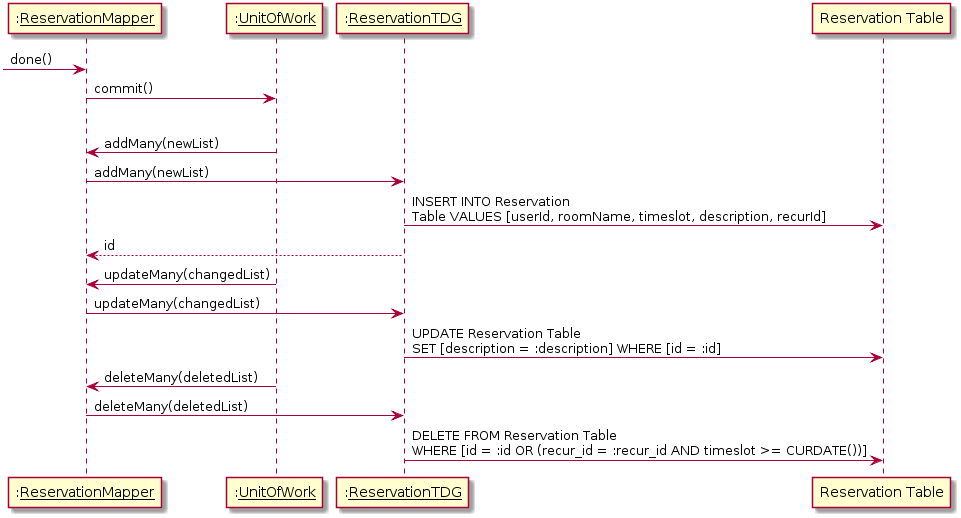 :ReservationMapper
:UnitOfWork
:ReservationTDG
Reservation Table
done()
commit()
addMany(newList)
addMany(newList)
INSERT INTO Reservation
Table VALUES [userId, roomName, timeslot, description, recurId]
id
updateMany(changedList)
updateMany(changedList)
UPDATE Reservation Table
SET [description = :description] WHERE [id = :id]
deleteMany(deletedList)
deleteMany(deletedList)
DELETE FROM Reservation Table
WHERE [id = :id OR (recur_id = :recur_id AND timeslot >= CURDATE())]
:ReservationMapper
:UnitOfWork
:ReservationTDG
Reservation Table